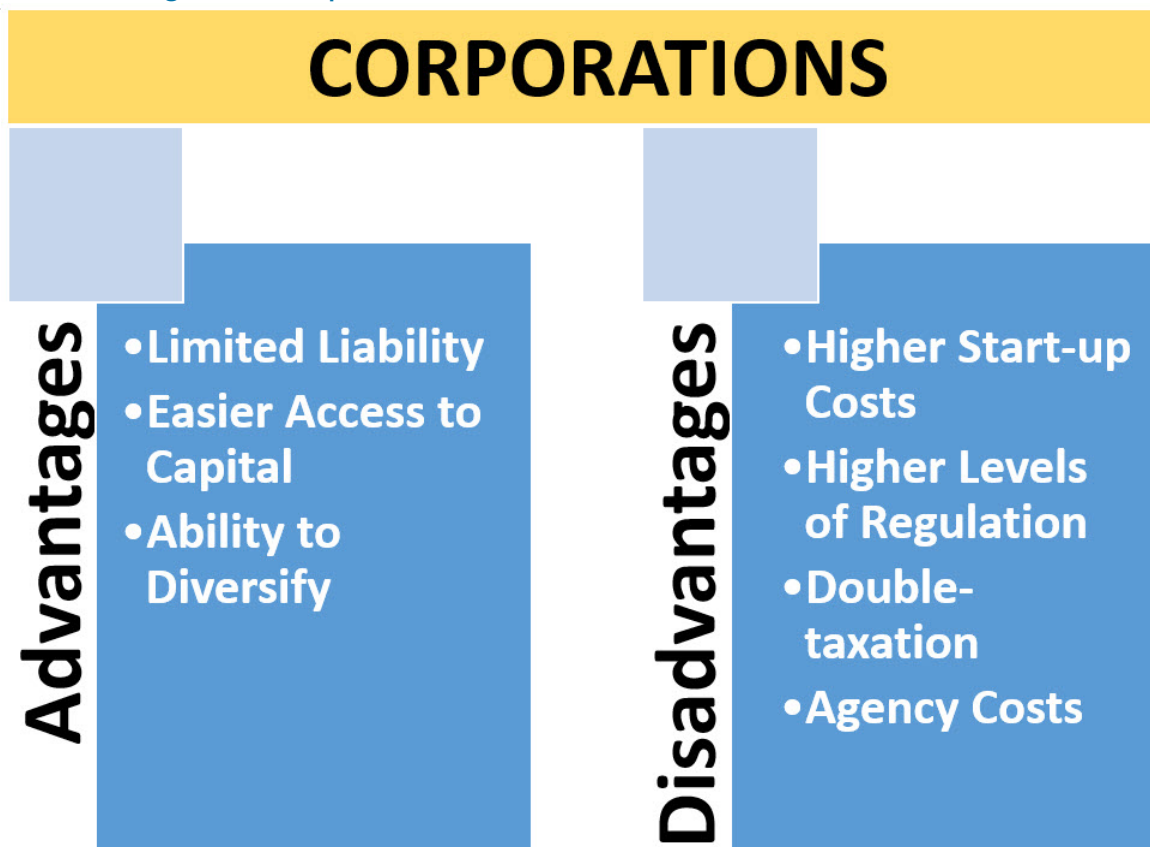 CORPORATIONS
Advantages
•Limited Liability
•Easier Access to
Capital
•Ability to
Diversify
Disadvantages
•Higher Start-up
Costs
•Higher Levels
of Regulation
•Double-
taxation
•Agency Costs